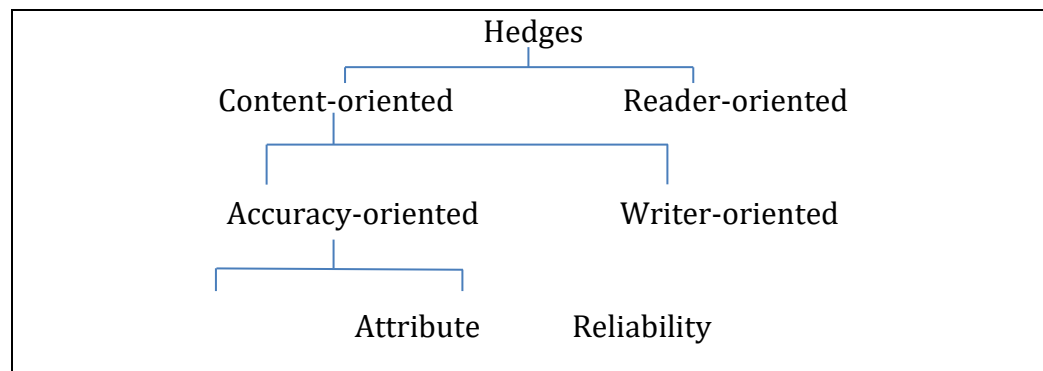 Hedges
Content-oriented Reader-oriented
Accuracy-oriented Writer-oriented
Attribute Reliability